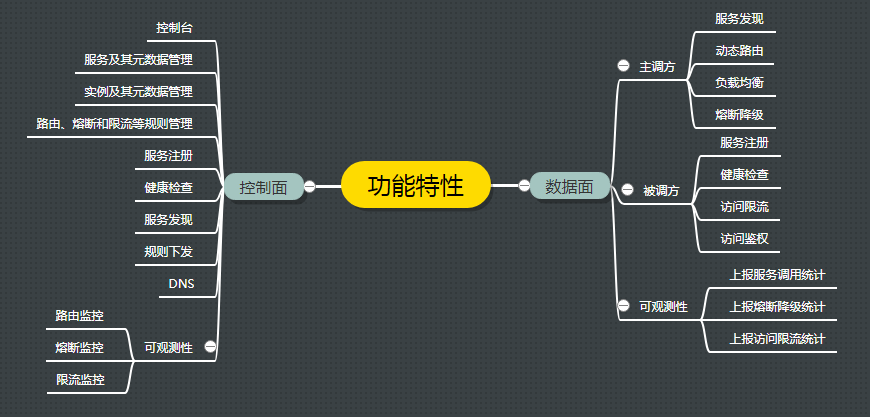 功能特性
控制面
控制台
服务及其元数据管理
实例及其元数据管理
路由、熔断和限流等规则管理
服务注册
健康检查
服务发现
规则下发
DNS
可观测性
路由监控
熔断监控
限流监控
数据面
主调方
服务发现
动态路由
负载均衡
熔断降级
被调方
服务注册
健康检查
访问限流
访问鉴权
可观测性
上报服务调用统计
上报熔断降级统计
上报访问限流统计